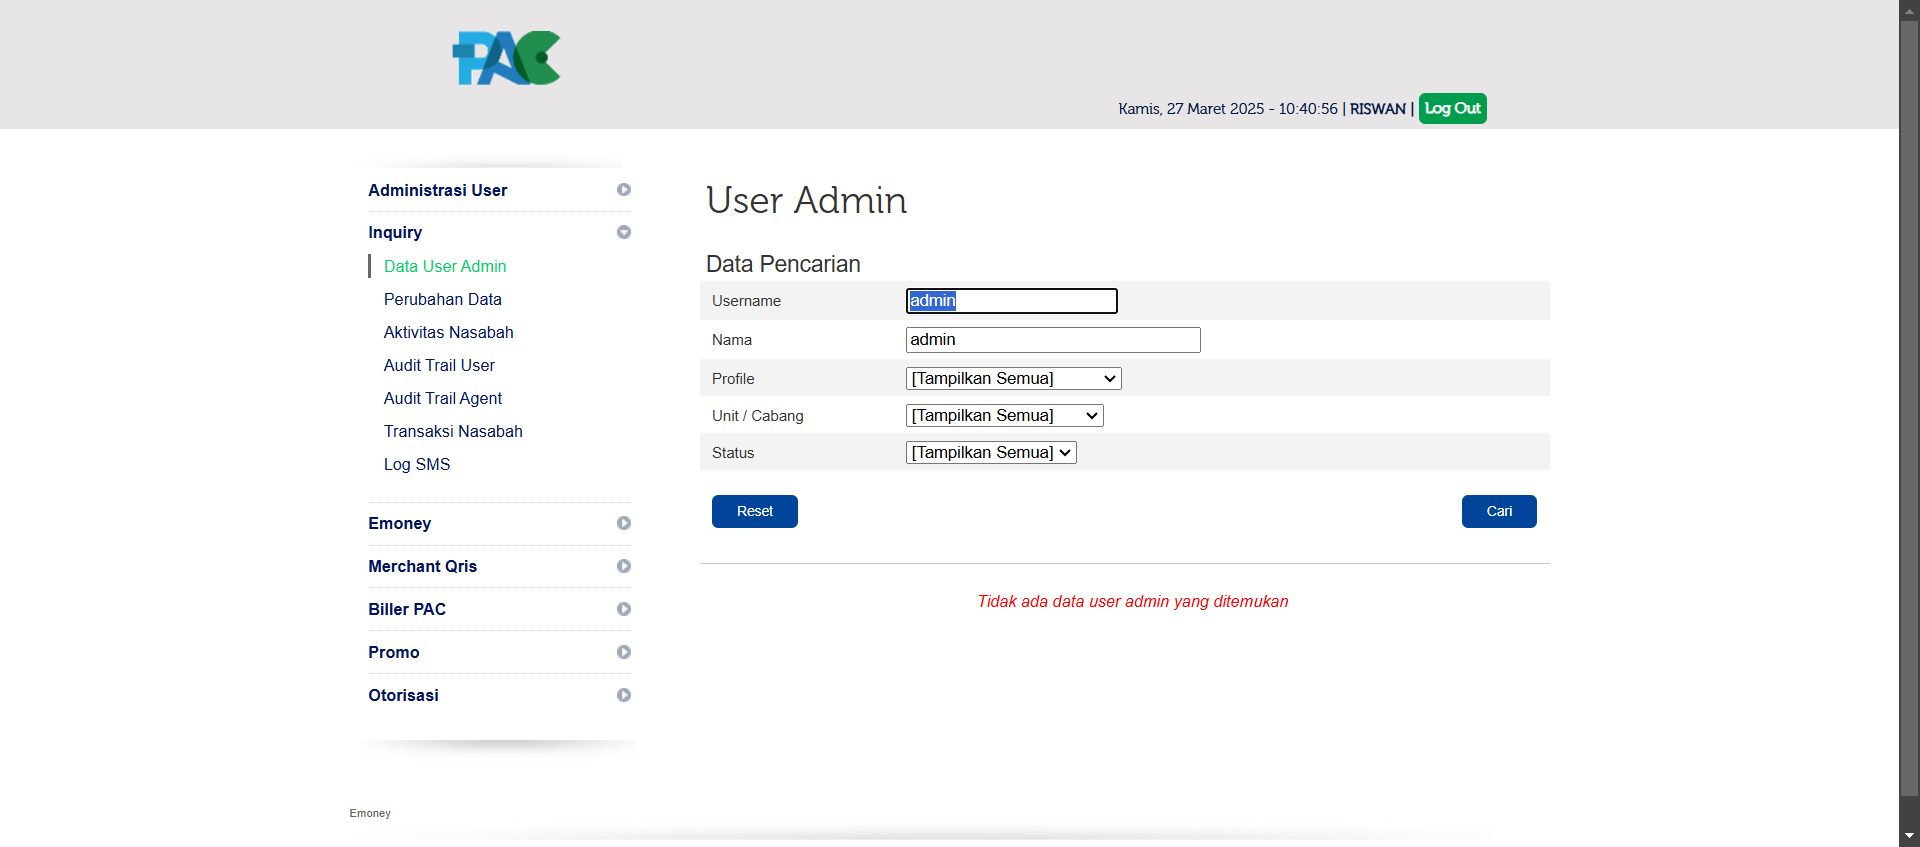 PAC
Kamis, 27 Maret 2025 - 10:40:56 | RISWAN | Log Out
Administrasi User
Inquiry
Data User Admin
Perubahan Data
Aktivitas Nasabah
Audit Trail User
Audit Trail Agent
Transaksi Nasabah
Log SMS
Emoney
Merchant Qris
Biller PAC
Promo
Otorisasi
User Admin
Data Pencarian
Username admin
Nama admin
Profile [Tampilkan Semua]
Unit / Cabang [Tampilkan Semua]
Status [Tampilkan Semua]
Reset Cari
Tidak ada data user admin yang ditemukan
Emoney